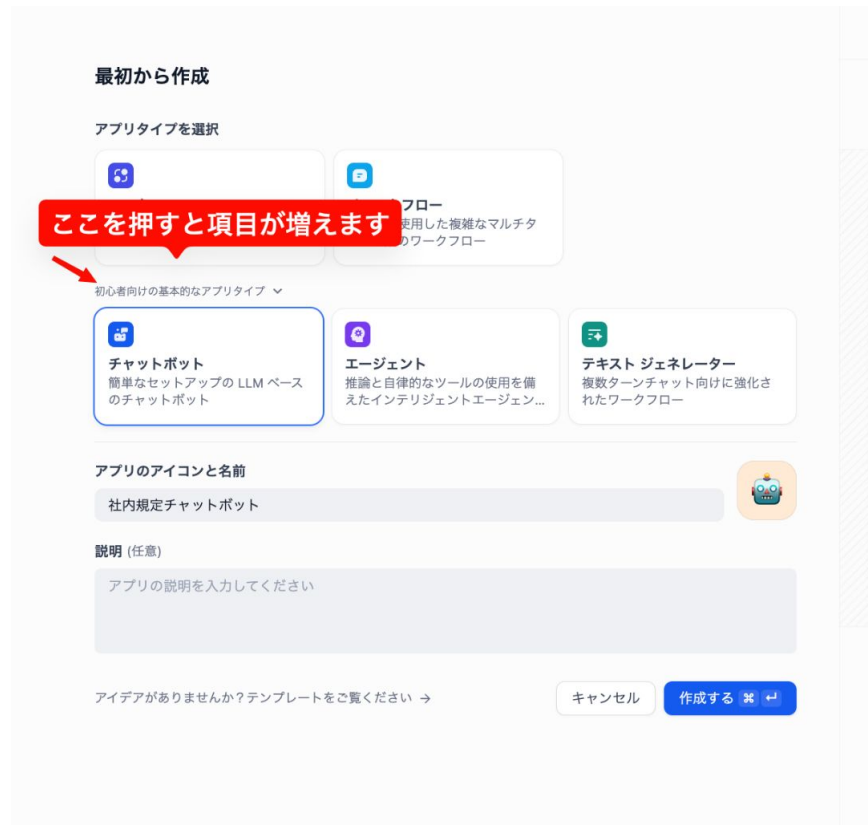 最初から作成
アプリタイプを選択
フロー
ここを押すと項目が増えます
使用した複雑なマルチタ
のワークフロー
初心者向けの基本的なアプリタイプ
チャットボット
簡単なセットアップの LLM ベース
のチャットボット
エージェント
推論と自律的なツールの使用を備
えたインテリジェントエージェン...
テキスト ジェネレーター
複数ターンチャット向けに強化さ
れたワークフロー
アプリのアイコンと名前
社内規定チャットボット
説明 (任意)
アプリの説明を入力してください
アイデアがありませんか？テンプレートをご覧ください →
キャンセル
作成する ⌘ ↵